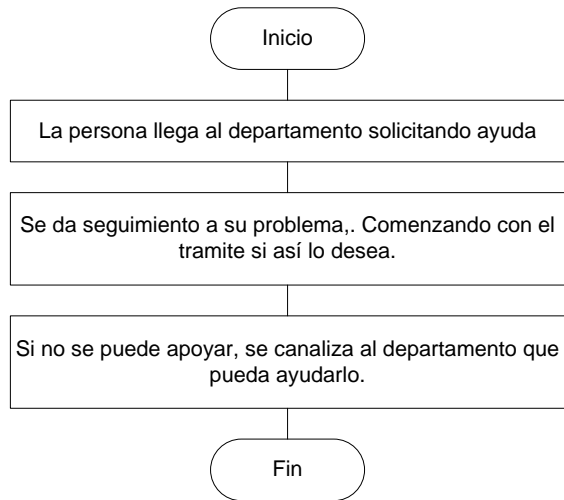 Inicio
La persona llega al departamento solicitando ayuda
Se da seguimiento a su problema,. Comenzando con el
tramite si así lo desea.
Si no se puede apoyar, se canaliza al departamento que
pueda ayudarlo.
Fin